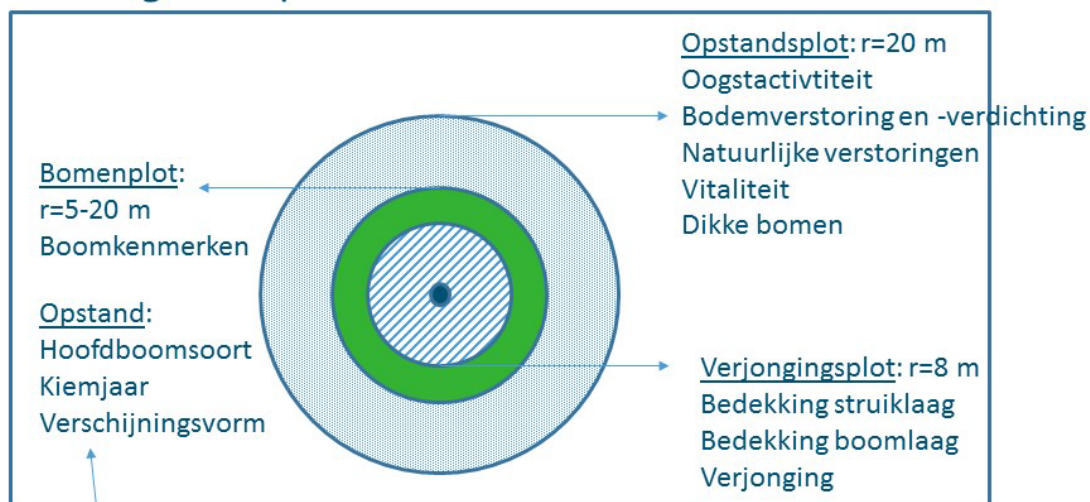 Opstandsplot: r=20 m
Oogstactivtiteit
Bodemverstoring en -verdichting
Natuurlijke verstoringen
Vitaliteit
Dikke bomen
Bomenplot:
r=5-20 m
Boomkenmerken
Opstand:
Hoofdboomsoort
Kiemjaar
Verschijningsvorm
Verjongingsplot: r=8 m
Bedekking struiklaag
Bedekking boomlaag
Verjonging